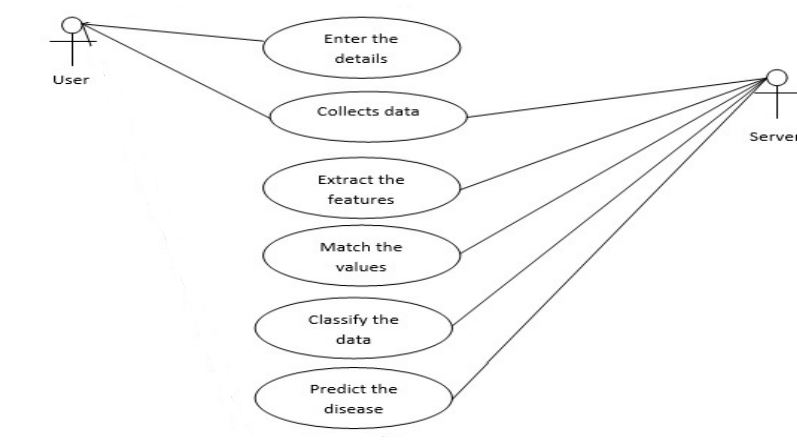 User
Enter the
details
Collects data
Extract the
features
Match the
values
Classify the
data
Predict the
disease
Server